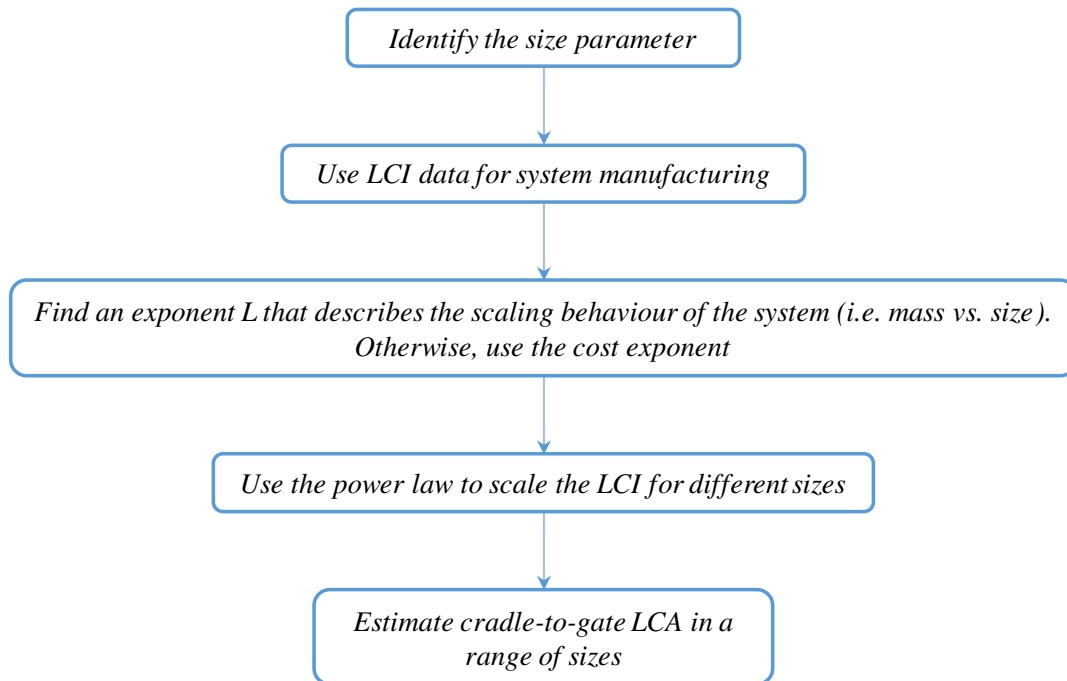 Identify the size parameter
Use LCI data for system manufacturing
Find an exponent L that describes the scaling behaviour of the system (i.e. mass vs. size).
Otherwise, use the cost exponent
Use the power law to scale the LCI for different sizes
Estimate cradle-to-gate LCA in a
range of sizes